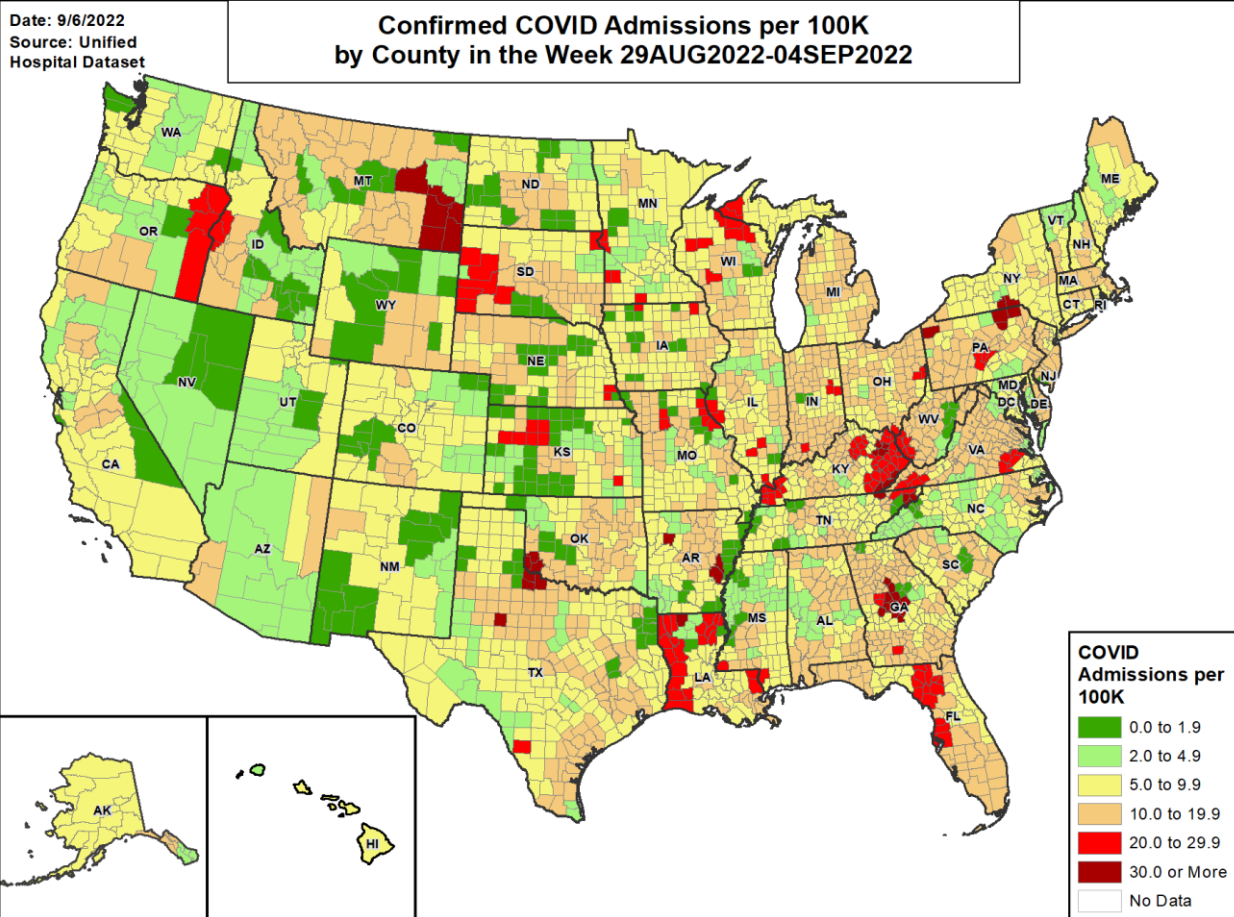 Date: 9/6/2022
Source: Unified
Hospital Dataset
Confirmed COVID Admissions per 100K
by County in the Week 29AUG2022-04SEP2022
WA
MT
ND
MN
ME
OR
ID
SD
WI
VT
NH
NY
MA
CT
RI
WY
MI
IA
PA
NJ
NE
NV
UT
CO
IL
IN
OH
MD
DC
DE
WV
VA
CA
KS
MO
KY
NC
TN
AZ
NM
OK
AR
SC
MS
AL
GA
TX
LA
FL
AK
HI
COVID
Admissions per
100K
0.0 to 1.9
2.0 to 4.9
5.0 to 9.9
10.0 to 19.9
20.0 to 29.9
30.0 or More
No Data